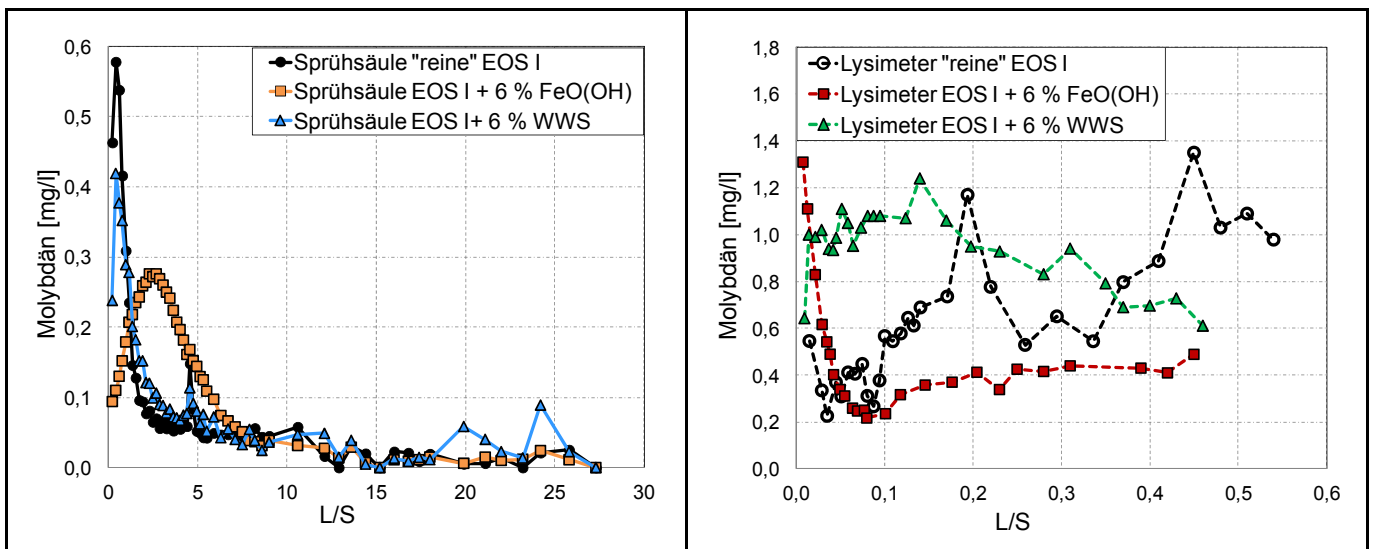 Sprühsäule "reine" EOS I
Sprühsäule EOS I + 6 % FeO(OH)
Sprühsäule EOS I+ 6 % WWS
Molybdän [mg/l]
0,6
0,5
0,4
0,3
0,2
0,1
0,0
0 5 10 15 20 25 30
L/S
Lysimeter "reine" EOS I
Lysimeter EOS I + 6 % FeO(OH)
Lysimeter EOS I + 6 % WWS
Molybdän [mg/l]
1,8
1,6
1,4
1,2
1,0
0,8
0,6
0,4
0,2
0,0
0,0 0,1 0,2 0,3 0,4 0,5 0,6
L/S